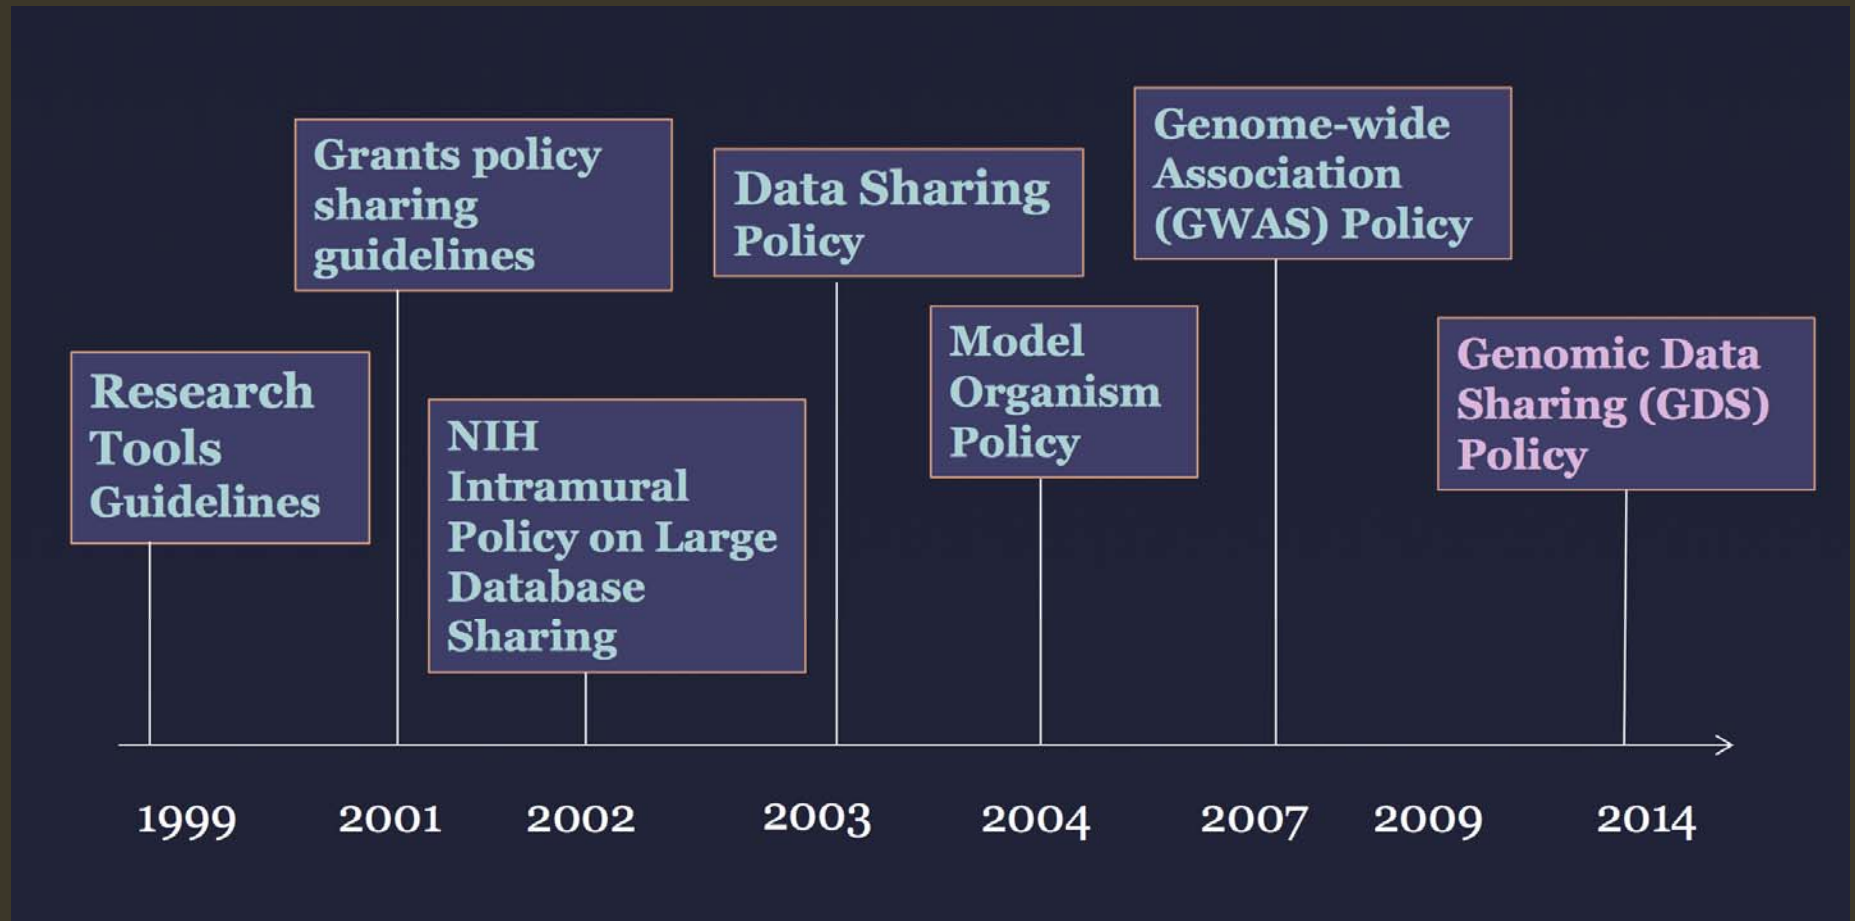 Research
Tools
Guidelines
Grants policy
sharing
guidelines
NIH
Intramural
Policy on Large
Database
Sharing
Data Sharing
Policy
Model
Organism
Policy
Genome-wide
Association
(GWAS) Policy
Genomic Data
Sharing (GDS)
Policy
1999 2001 2002 2003 2004 2007 2009 2014